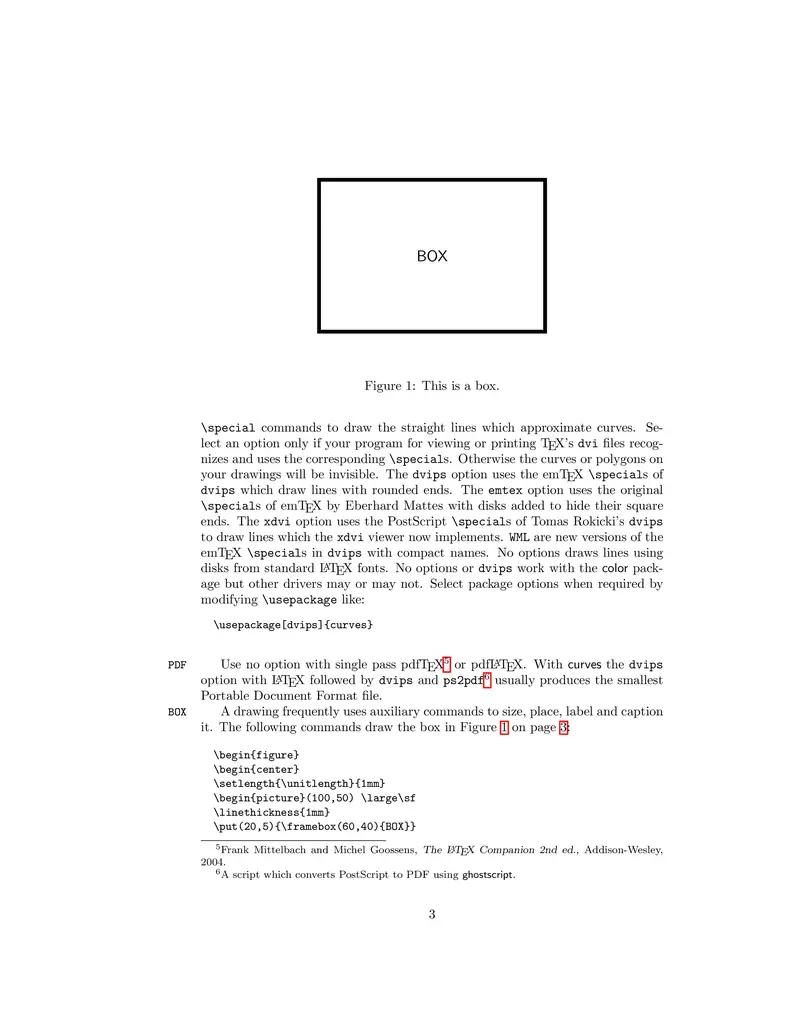 BOX
Figure 1: This is a box.
\special commands to draw the straight lines which approximate curves. Se-
lect an option only if your program for viewing or printing TEX's dvi files recog-
nizes and uses the corresponding \specials. Otherwise the curves or polygons on
your drawings will be invisible. The dvips option uses the emTEX \specials of
dvips which draw lines with rounded ends. The emtex option uses the original
\specials of emTEX by Eberhard Mattes with disks added to hide their square
ends. The xdvi option uses the PostScript \specials of Tomas Rokicki's dvips
to draw lines which the xdvi viewer now implements. WML are new versions of the
emTEX \specials in dvips with compact names. No options draws lines using
disks from standard LATEX fonts. No options or dvips work with the color pack-
age but other drivers may or may not. Select package options when required by
modifying \usepackage like:
\usepackage[dvips]{curves}
PDF Use no option with single pass pdfTEX5 or pdfLATEX. With curves the dvips
option with LATEX followed by dvips and ps2pdf6 usually produces the smallest
Portable Document Format file.
BOX A drawing frequently uses auxiliary commands to size, place, label and caption
it. The following commands draw the box in Figure 1 on page 3:
\begin{figure}
\begin{center}
\setlength{\unitlength}{1mm}
\begin{picture}(100,50) \large\sf
\linethickness{1mm}
\put(20,5){\framebox(60,40){BOX}}
5Frank Mittelbach and Michel Goossens, The LATEX Companion 2nd ed., Addison-Wesley,
2004.
6A script which converts PostScript to PDF using ghostscript.
3